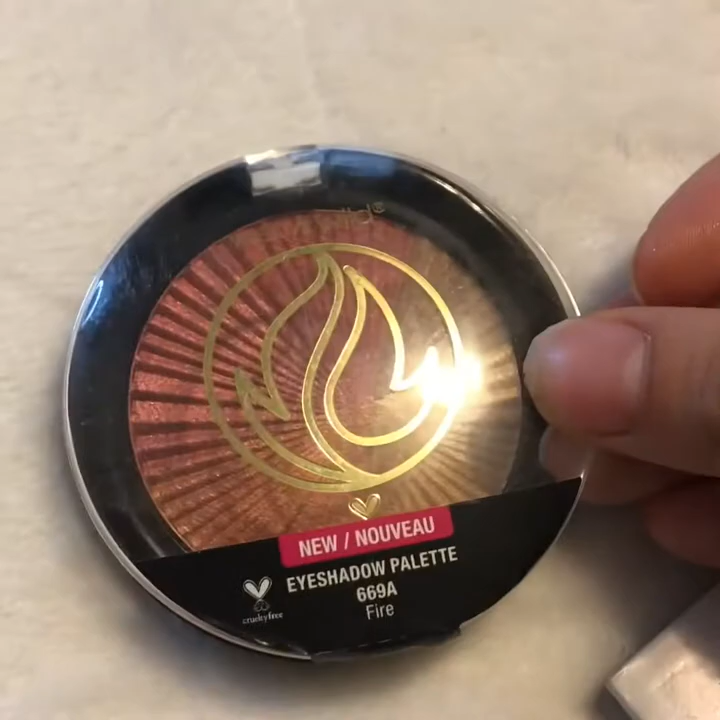 NEW / NOUVEAU
EYESHADOW PALETTE
669A
Fire
crueltyfree